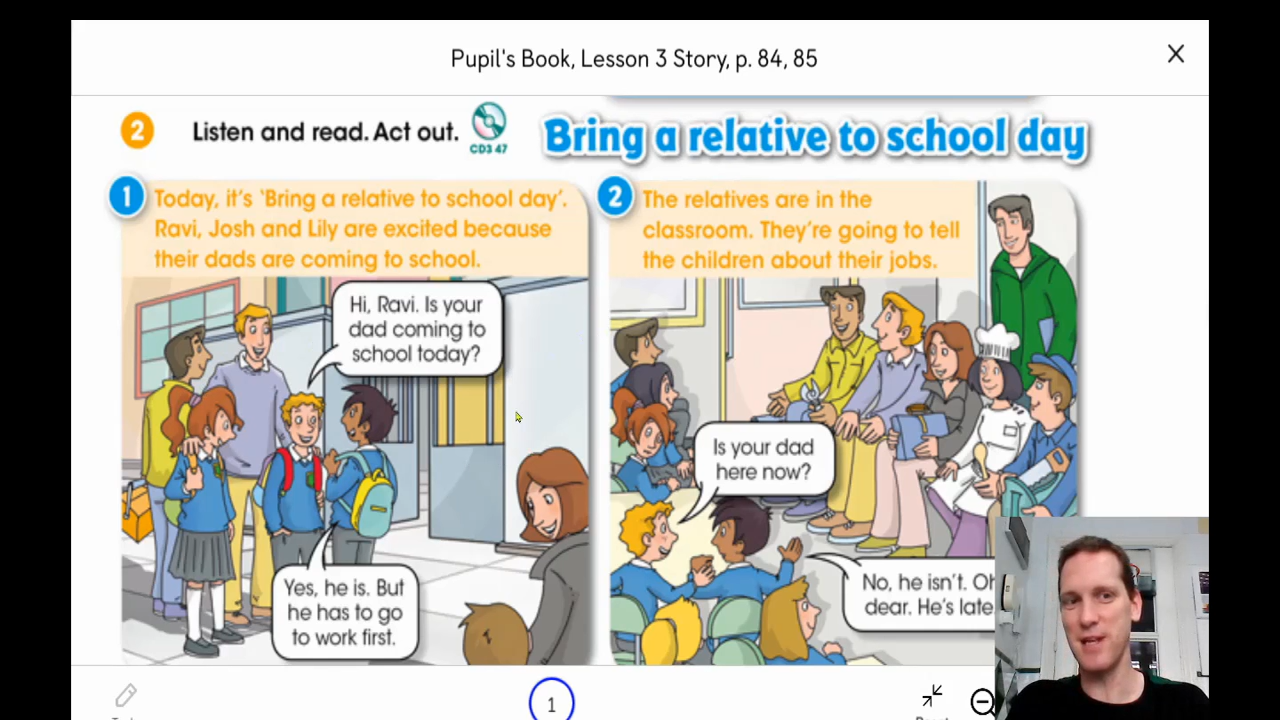 Pupil's Book, Lesson 3 Story, p. 84, 85
2 Listen and read. Act out.
CD3 47
Bring a relative to school day
1
Today, it's 'Bring a relative to school day'.
Ravi, Josh and Lily are excited because
their dads are coming to school.
Hi, Ravi. Is your
dad coming to
school today?
Yes, he is. But
he has to go
to work first.
2
The relatives are in the
classroom. They're going to tell
the children about their jobs.
Is your dad
here now?
No, he isn't. Oh
dear. He's late
1